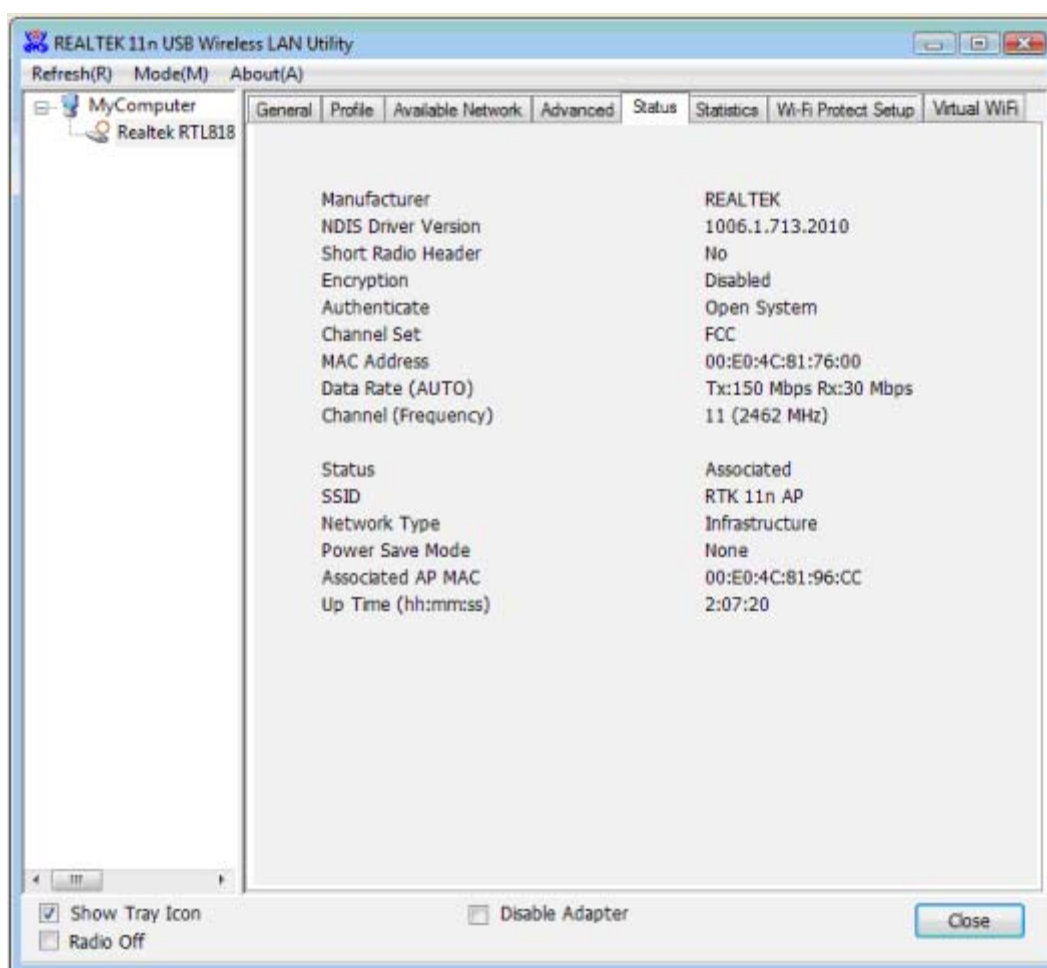 REALTEK 11n USB Wireless LAN Utility
Refresh(R) Mode(M) About(A)
MyComputer
Realtek RTL818
General Profile Available Network Advanced Status Statistics Wi-Fi Protect Setup Virtual WiFi
Manufacturer REALTEK
NDIS Driver Version 1006.1.713.2010
Short Radio Header No
Encryption Disabled
Authenticate Open System
Channel Set FCC
MAC Address 00:E0:4C:81:76:00
Data Rate (AUTO) Tx:150 Mbps Rx:30 Mbps
Channel (Frequency) 11 (2462 MHz)
Status Associated
SSID RTK 11n AP
Network Type Infrastructure
Power Save Mode None
Associated AP MAC 00:E0:4C:81:96:CC
Up Time (hh:mm:ss) 2:07:20
Show Tray Icon Disable Adapter Close
Radio Off